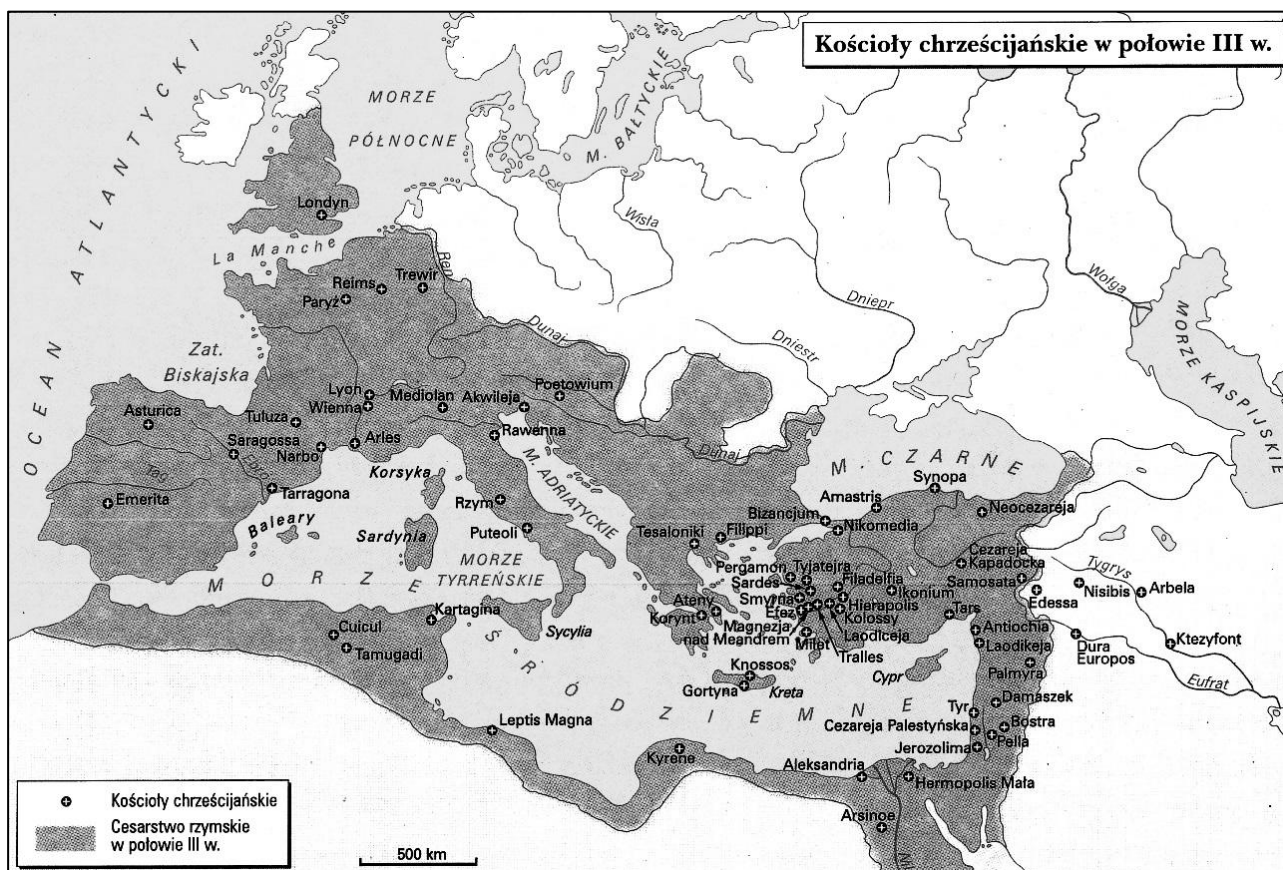 Kościoły chrześcijańskie w połowie III w.
OCEAN ATLANTYCKI
MORZE
PÓŁNOCNE
M. BAŁTYCKIE
Londyn
La Manche
Ren
Wisła
Dniepr
Dniestr
Wołga
MORZE KASPIJSKIE
Reims
Trewir
Paryż
Dunaj
Zat.
Biskajska
Lyon
Wienna
Mediolan
Akwileja
Poetowium
Asturica
Tuluza
Saragossa
Narbo
Arles
Rawenna
Dunaj
Ebro
Tag
Korsyka
M. ADRIATYCKIE
M. CZARNE
Synopa
Emerita
Tarragona
Rzym
Amastris
Neocezareja
Baleary
Sardynia
Puteoli
Bizancjum
Nikomedia
Tesaloniki
Filippi
MORZE
TYRREŃSKIE
Cezareja
Kapadocka
Tygrys
Pergamon
Tyjatejra
Samosata
Sardes
Filadelfia
Ikonium
Nisibis
Arbela
MORZE ŚRÓDZIEMNE
Smyrna
Hierapolis
Edessa
Kartagina
Ateny
Efez
Kolossy
Tars
Cuicul
Sycylia
Korynt
Magnezja
nad Meandrem
Milet
Laodiceja
Antiochia
Ktezyfont
Tamugadi
Tralles
Laodikeja
Dura
Europos
Knossos
Cypr
Palmyra
Eufrat
Gortyna
Kreta
Damaszek
Leptis Magna
Tyr
Cezareja Palestyńska
Bostra
Pella
Jerozolima
Kyrene
Aleksandria
Hermopolis Mała
Arsinoe
Kościoły chrześcijańskie
Cesarstwo rzymskie
w połowie III w.
500 km